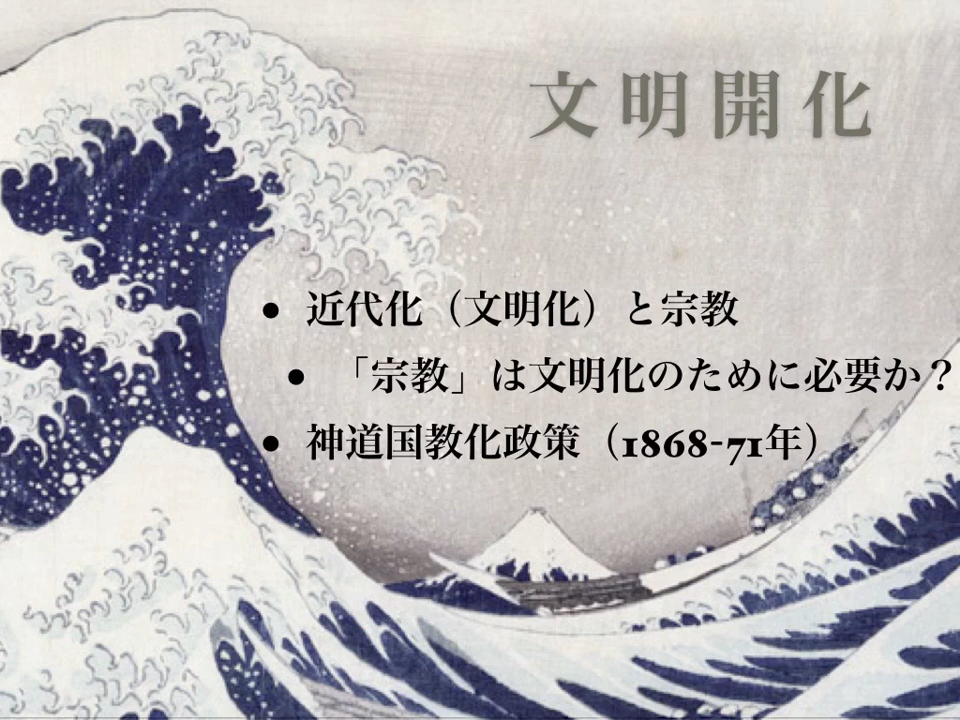 文明開化
• 近代化（文明化）と宗教
• 「宗教」は文明化のために必要か？
• 神道国教化政策（1868-71年）